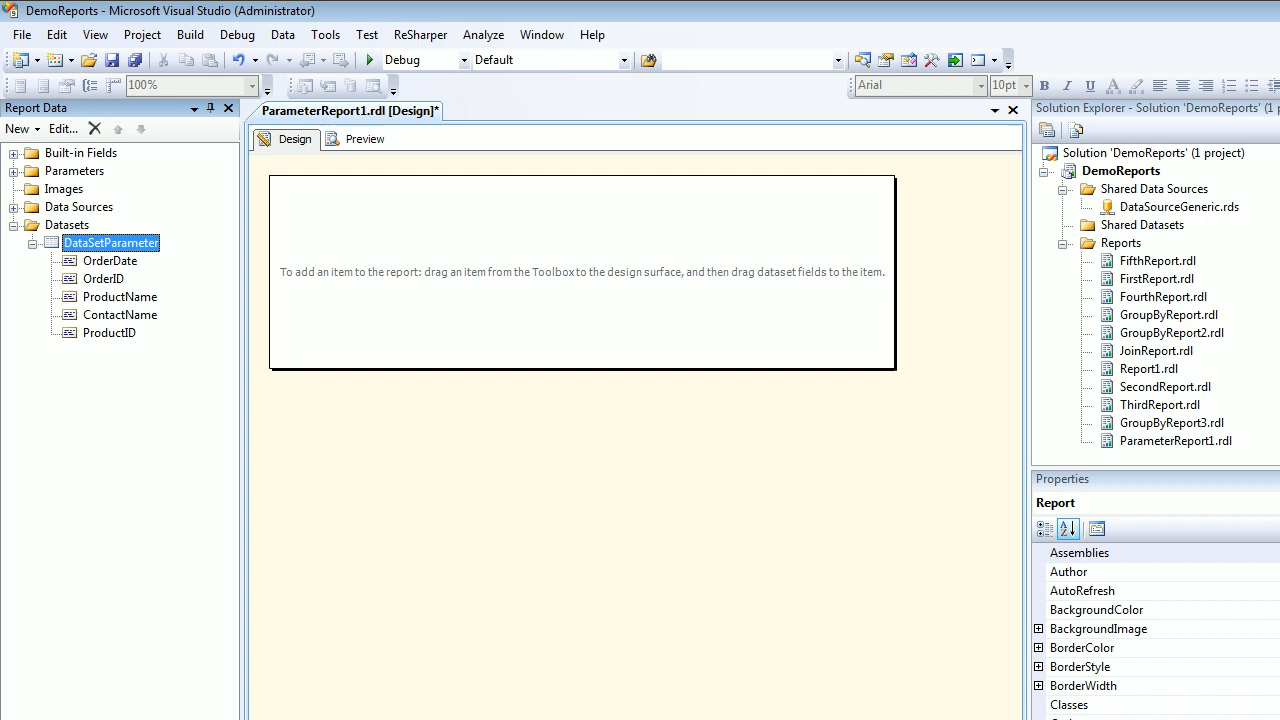 DemoReports - Microsoft Visual Studio (Administrator)
File Edit View Project Build Debug Data Tools Test ReSharper Analyze Window Help
Debug Default
100% Arial 10pt B I U A
Report Data
New Edit...
Built-in Fields
Parameters
Images
Data Sources
Datasets
DataSetParameter
OrderDate
OrderID
ProductName
ContactName
ProductID
ParameterReport1.rdl [Design]*
Design Preview
To add an item to the report: drag an item from the Toolbox to the design surface, and then drag dataset fields to the item.
Solution Explorer - Solution 'DemoReports' (1 p
Solution 'DemoReports' (1 project)
DemoReports
Shared Data Sources
DataSourceGeneric.rds
Shared Datasets
Reports
FifthReport.rdl
FirstReport.rdl
FourthReport.rdl
GroupByReport.rdl
GroupByReport2.rdl
JoinReport.rdl
Report1.rdl
SecondReport.rdl
ThirdReport.rdl
GroupByReport3.rdl
ParameterReport1.rdl
Properties
Report
Assemblies
Author
AutoRefresh
BackgroundColor
BackgroundImage
BorderColor
BorderStyle
BorderWidth
Classes